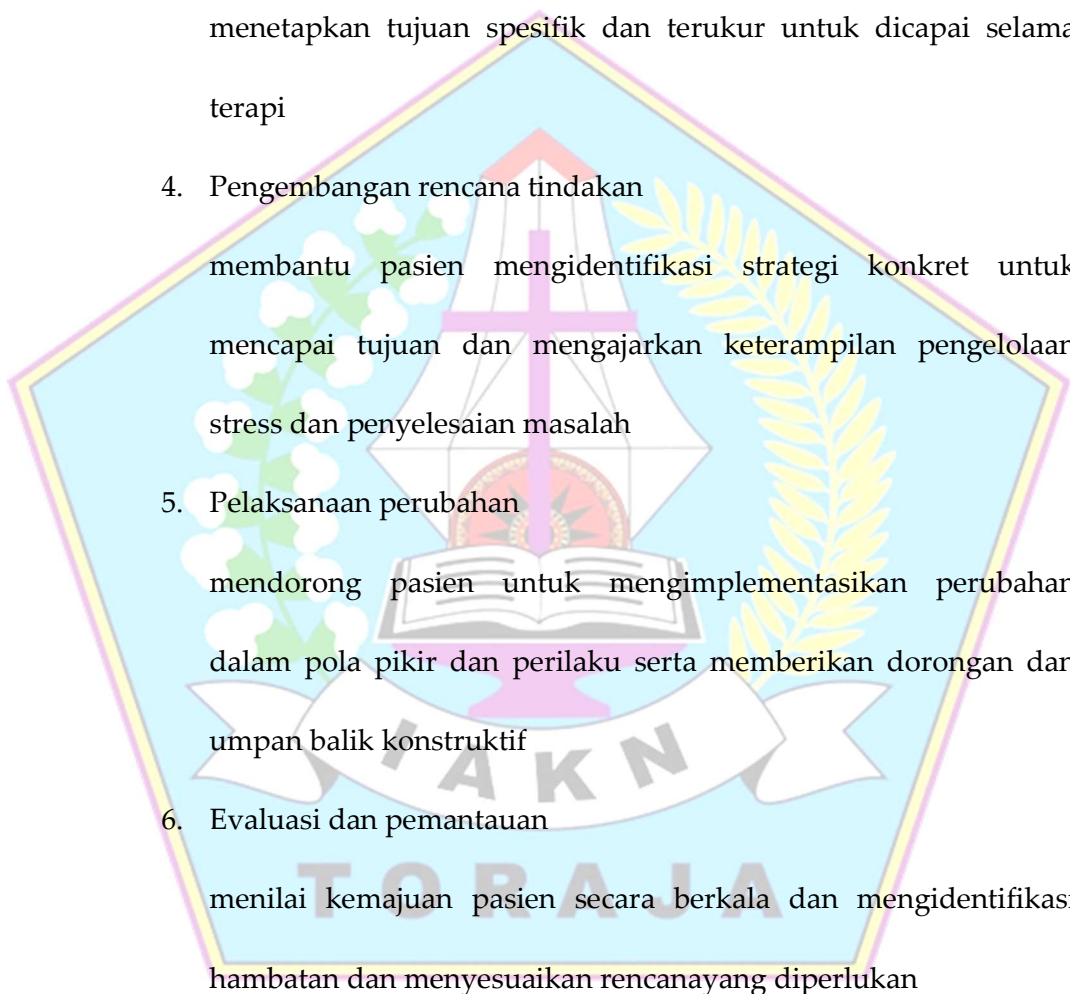 menetapkan tujuan spesifik dan terukur untuk dicapai selama
terapi
4. Pengembangan rencana tindakan
membantu pasien mengidentifikasi strategi konkret untuk
mencapai tujuan dan mengajarkan keterampilan pengelolaan
stress dan penyelesaian masalah
5. Pelaksanaan perubahan
mendorong pasien untuk mengimplementasikan perubahan
dalam pola pikir dan perilaku serta memberikan dorongan dan
umpan balik konstruktif
IAKN
6. Evaluasi dan pemantauan
TORAJA
menilai kemajuan pasien secara berkala dan mengidentifikasi
hambatan dan menyesuaikan rencanayang diperlukan